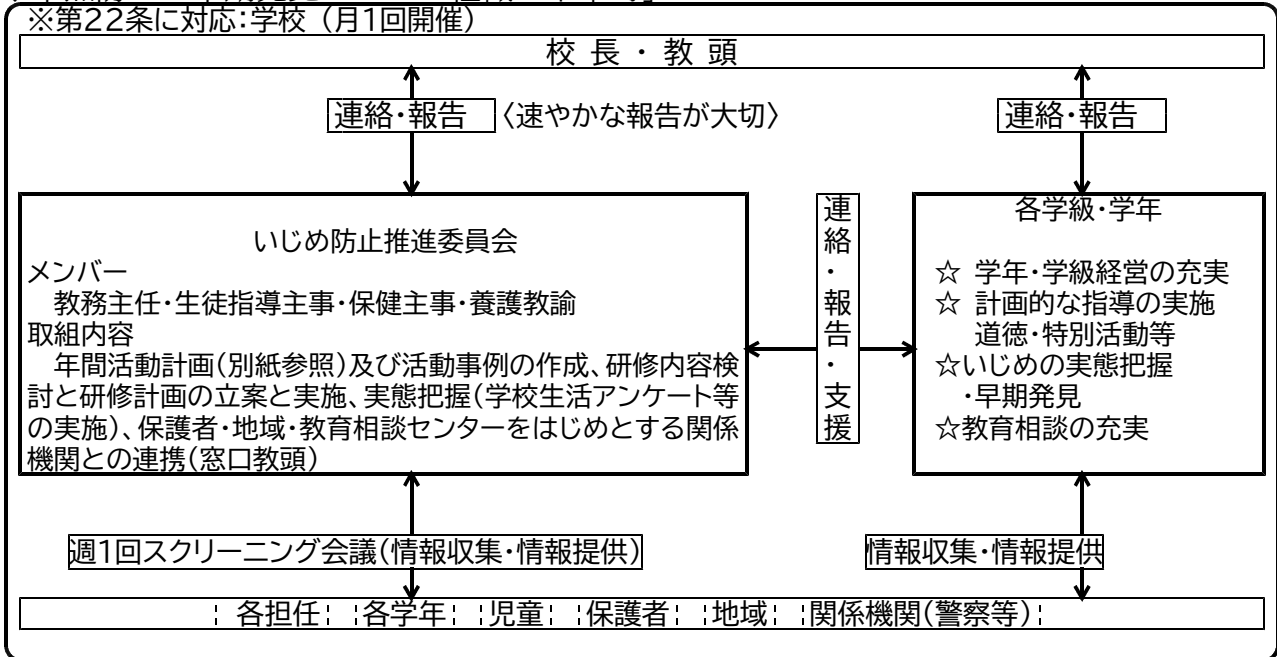 ※第22条に対応:学校（月1回開催）
校 長 ・ 教 頭
連絡・報告
〈速やかな報告が大切〉
連絡・報告
いじめ防止推進委員会
メンバー
教務主任・生徒指導主事・保健主事・養護教諭
取組内容
年間活動計画(別紙参照)及び活動事例の作成、研修内容検
討と研修計画の立案と実施、実態把握(学校生活アンケート等
の実施)、保護者・地域・教育相談センターをはじめとする関係
機関との連携(窓口教頭)
連絡・報告・支援
各学級・学年
☆ 学年・学級経営の充実
☆ 計画的な指導の実施
道徳・特別活動等
☆いじめの実態把握
・早期発見
☆教育相談の充実
週1回スクリーニング会議(情報収集・情報提供)
情報収集・情報提供
各担任 各学年 児童 保護者 地域 関係機関(警察等)